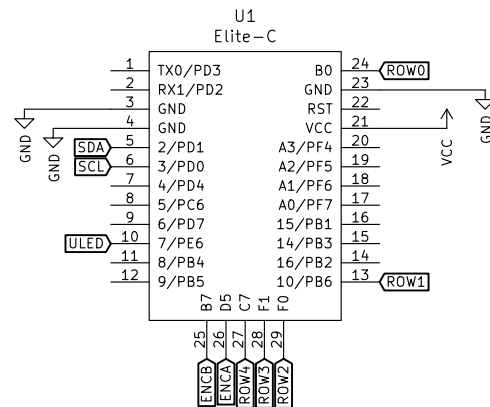 U1
Elite-C
1 TX0/PD3 B0 24 ROW0
2 RX1/PD2 GND 23 GND
3 GND RST 22
GND 4 GND VCC 21 VCC
GND SDA 5 2/PD1 A3/PF4 20
SCL 6 3/PD0 A2/PF5 19
7 4/PD4 A1/PF6 18
8 5/PC6 A0/PF7 17
9 6/PD7 15/PB1 16
ULED 10 7/PE6 14/PB3 15
11 8/PB4 16/PB2 14
12 9/PB5 10/PB6 13 ROW1
B7 D5 C7 F1 F0
25 26 27 28 29
ENCB ENCA ROW4 ROW3 ROW2